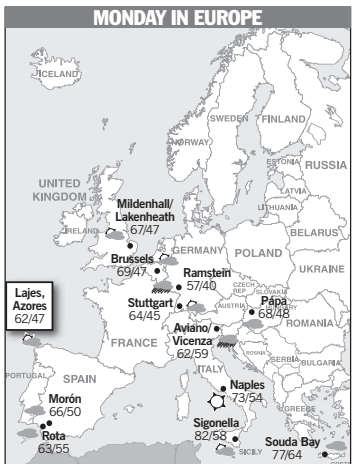 MONDAY IN EUROPE
ICELAND
SWEDEN
FINLAND
NORWAY
ESTONIA
RUSSIA
LATVIA
LITHUANIA
UNITED
KINGDOM
Mildenhall/
Lakenheath
67/47
IRELAND
BELARUS
Brussels
69/47
GERMANY
POLAND
Ramstein
57/40
UKRAINE
CZECH
REP
SLOVAKIA
Lajes,
Azores
62/47
Stuttgart
64/45
AUSTRIA
Pápa
68/48
HUNGARY
FRANCE
Aviano/
Vicenza
62/59
ROMANIA
BOSNIA
SERBIA
BULGARIA
ITALY
PORTUGAL
SPAIN
Morón
66/50
Naples
73/54
GREECE
Rota
63/55
Sigonella
82/58
SICILY
Souda Bay
77/64